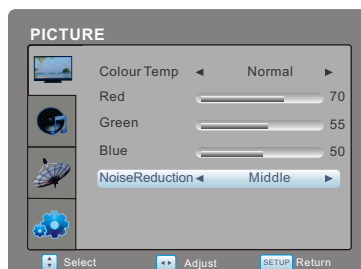 PICTURE
Colour Temp ◄ Normal ►
Red 70
Green 55
Blue 50
NoiseReduction◄ Middle ►
Select Adjust SETUP Return